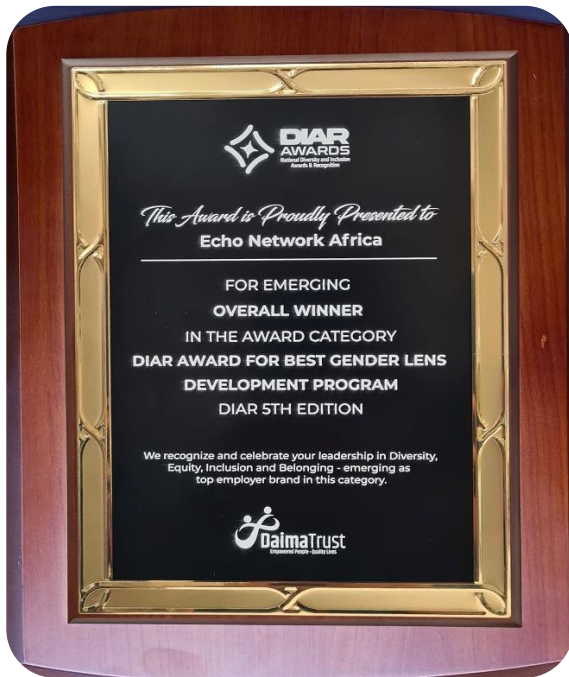 DIAR
AWARDS
National Diversity and Inclusion
Awards & Recognition
This Award is Proudly Presented to
Echo Network Africa
FOR EMERGING
OVERALL WINNER
IN THE AWARD CATEGORY
DIAR AWARD FOR BEST GENDER LENS
DEVELOPMENT PROGRAM
DIAR 5TH EDITION
We recognize and celebrate your leadership in Diversity,
Equity, Inclusion and Belonging - emerging as
top employer brand in this category.
DaimaTrust
Empowered People - Quality Lives